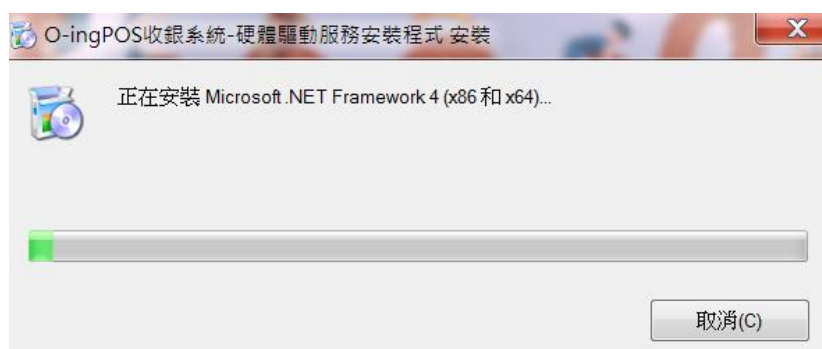 O-ingPOS收銀系統-硬體驅動服務安裝程式 安裝
正在安裝 Microsoft .NET Framework 4 (x86 和 x64)...
取消(C)